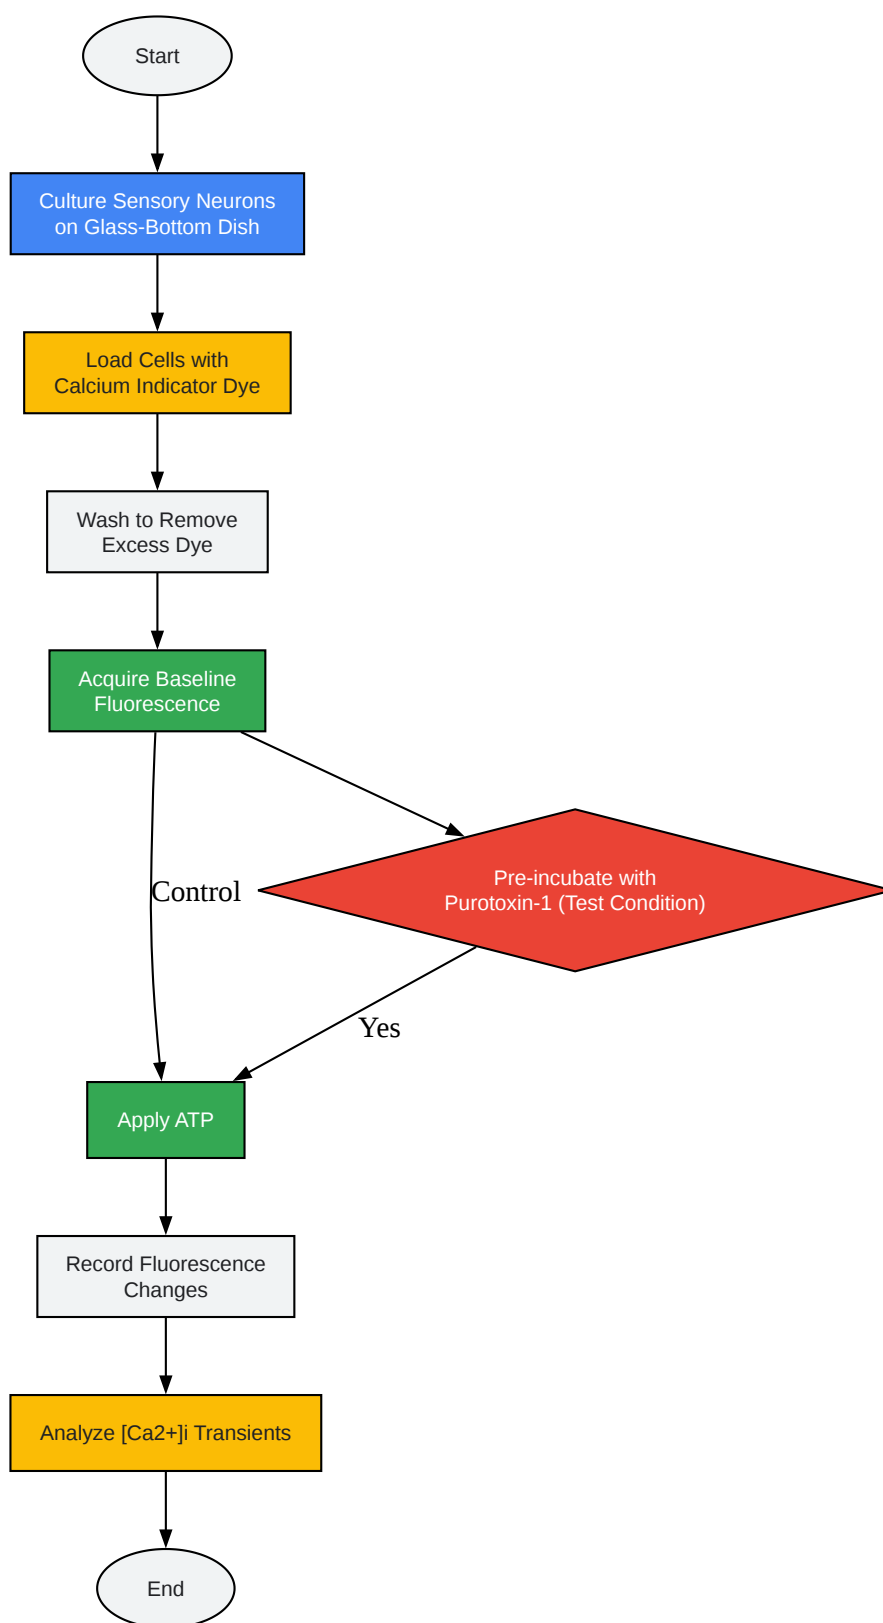 Start
Culture Sensory Neurons
on Glass-Bottom Dish
Load Cells with
Calcium Indicator Dye
Wash to Remove
Excess Dye
Acquire Baseline
Fluorescence
Control
Pre-incubate with
Purotoxin-1 (Test Condition)
Yes
Apply ATP
Record Fluorescence
Changes
Analyze [Ca2+]i Transients
End